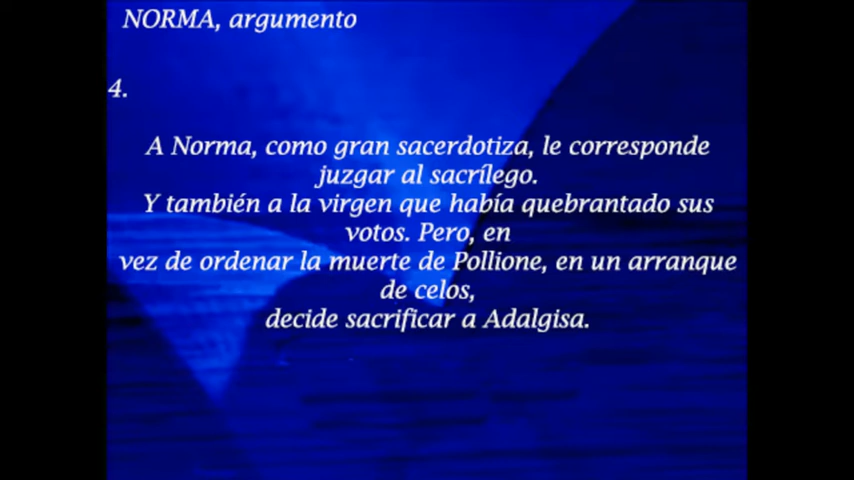 NORMA, argumento
4.
A Norma, como gran sacerdotiza, le corresponde
juzgar al sacrílego.
Y también a la virgen que había quebrantado sus
votos. Pero, en
vez de ordenar la muerte de Pollione, en un arranque
de celos,
decide sacrificar a Adalgisa.